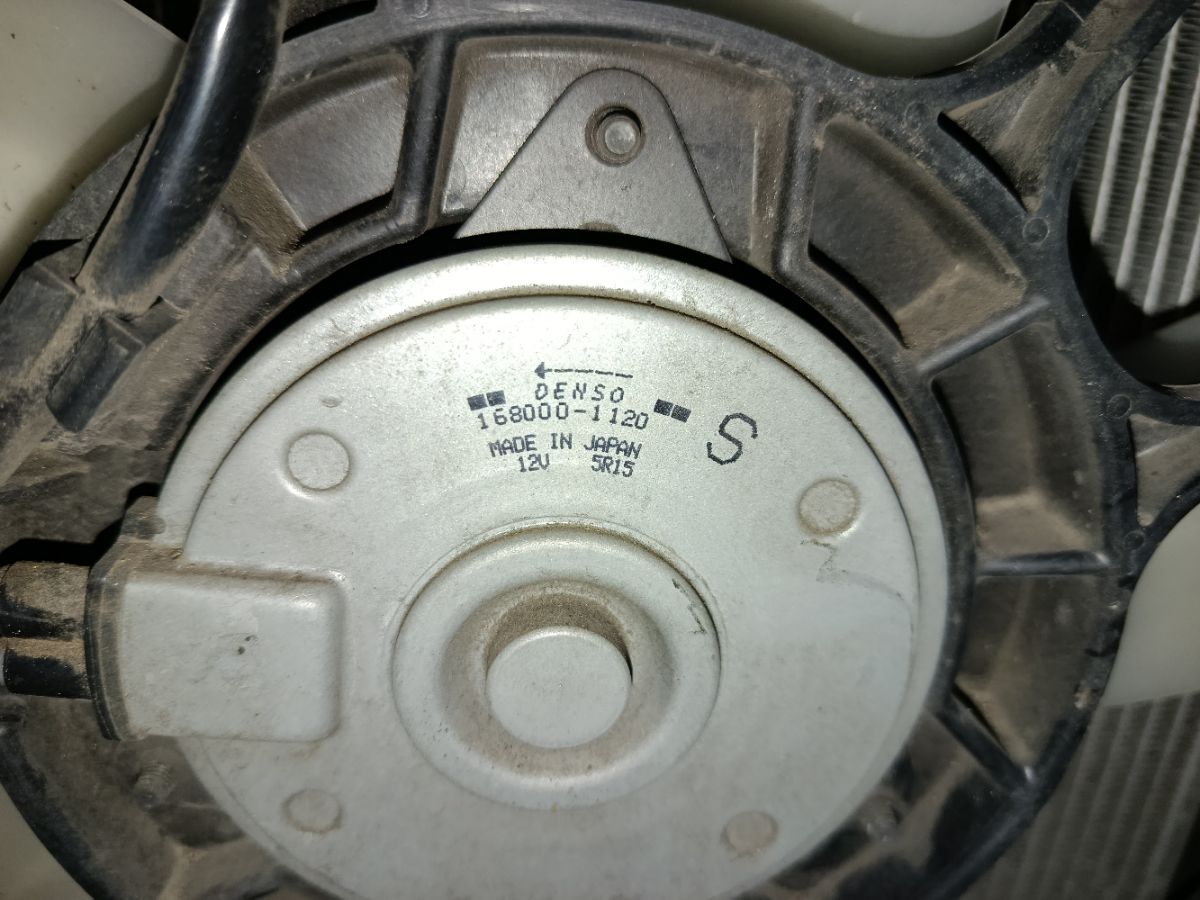 DENSO
168000-1120
S
MADE IN JAPAN
12V 5R15